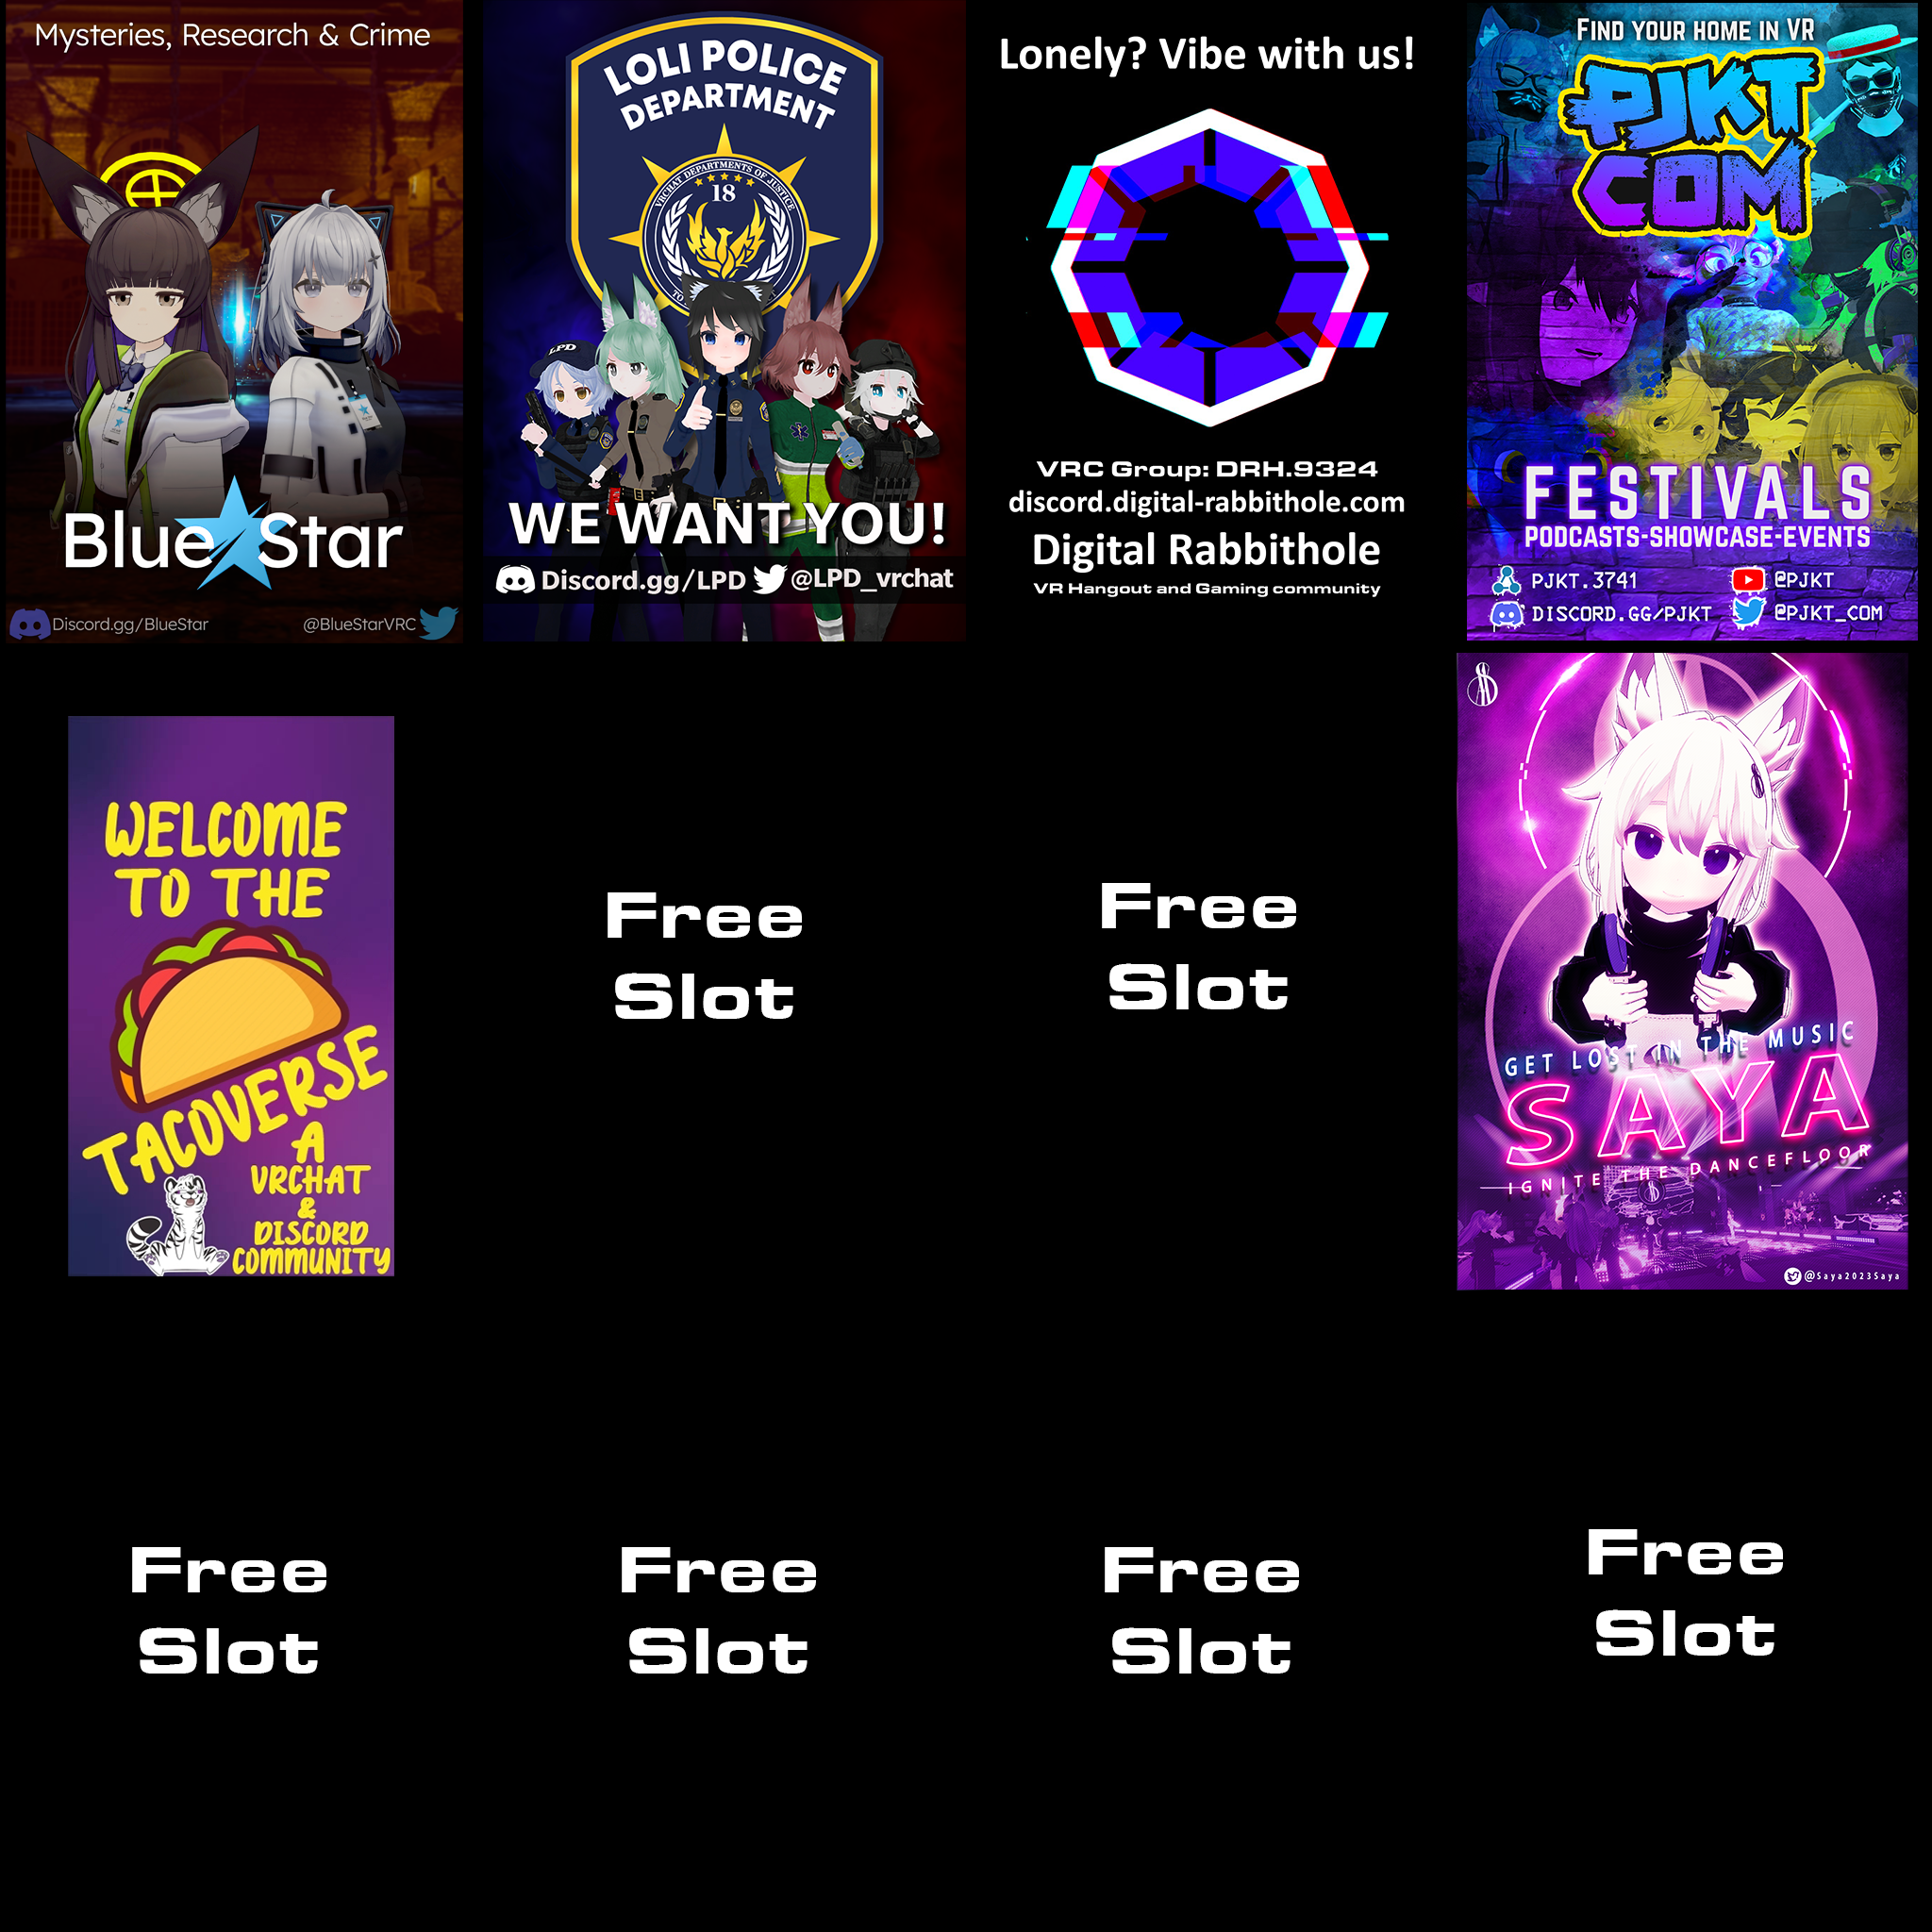 Mysteries, Research & Crime
Blue Star
Discord.gg/BlueStar
@BlueStarVRC
LOLI POLICE
DEPARTMENT
VRCHAT DEPARTMENTS OF JUSTICE
18
TO
LPD
WE WANT YOU!
Discord.gg/LPD @LPD_vrchat
Lonely? Vibe with us!
VRC Group: DRH.9324
discord.digital-rabbithole.com
Digital Rabbithole
VR Hangout and Gaming community
FIND YOUR HOME IN VR
PJKT
COM
FESTIVALS
PODCASTS-SHOWCASE-EVENTS
PJKT.3741
@PJKT
DISCORD.GG/PJKT
@PJKT_COM
WELCOME
TO THE
TACOVERSE
A
VRCHAT
&
DISCORD
COMMUNITY
Free
Slot
Free
Slot
GET LOST IN THE MUSIC
SAYA
IGNITE THE DANCEFLOOR
@Saya2023Saya
Free
Slot
Free
Slot
Free
Slot
Free
Slot